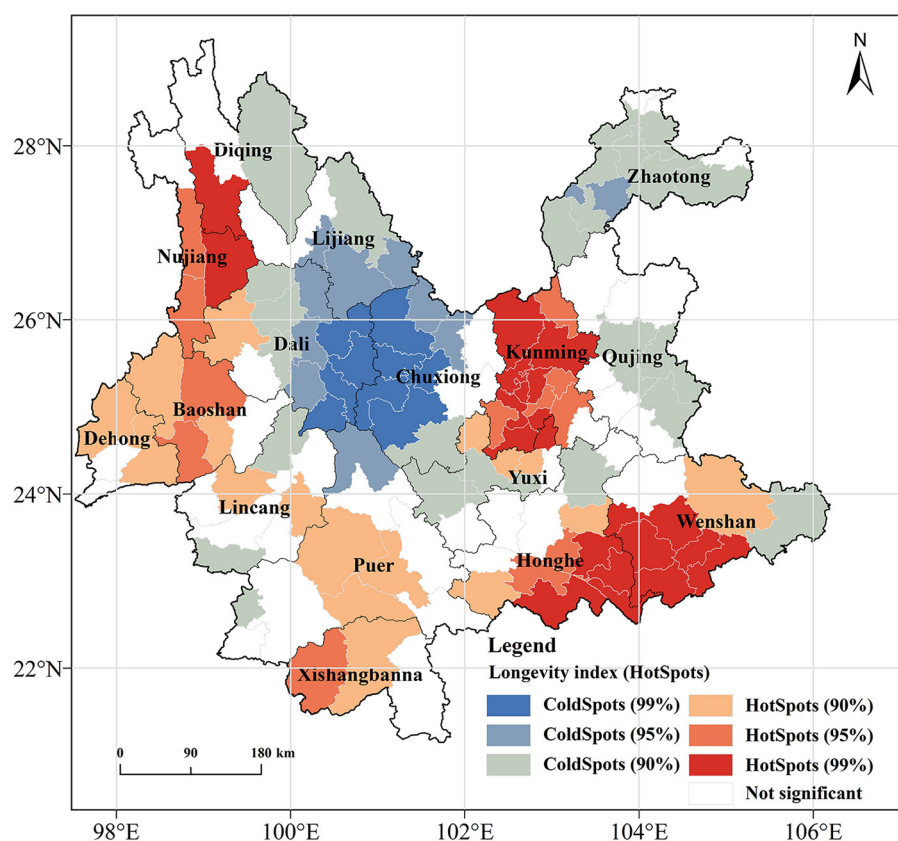 N
28°N
26°N
24°N
22°N
Diqing
Zhaotong
Lijiang
Nujiang
Dali
Kunming
Qujing
Chuxiong
Baoshan
Dehong
Yuxi
Lincang
Wenshan
Puer
Honghe
Xishangbanna
Legend
Longevity index (HotSpots)
ColdSpots (99%) HotSpots (90%)
ColdSpots (95%) HotSpots (95%)
ColdSpots (90%) HotSpots (99%)
Not significant
0 90 180 km
98°E 100°E 102°E 104°E 106°E